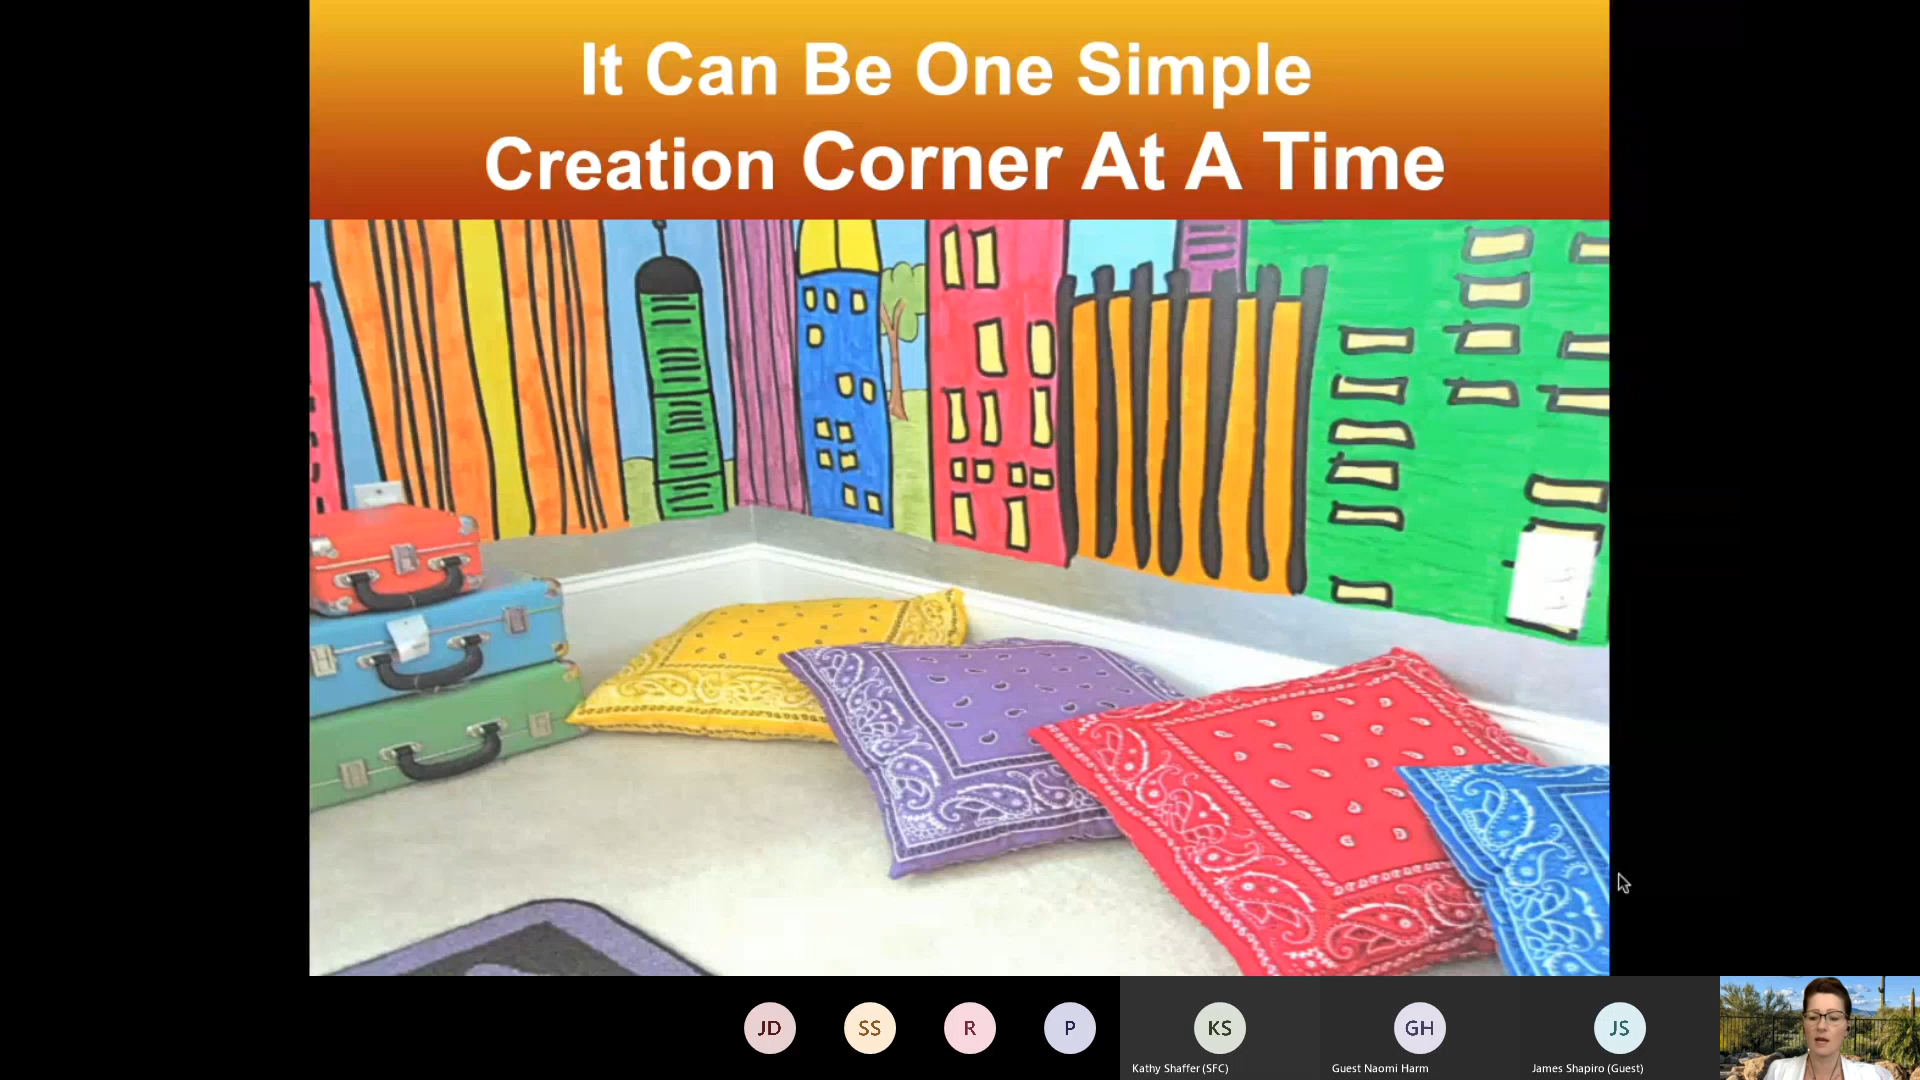 It Can Be One Simple
Creation Corner At A Time
JD
SS
R
P
KS
GH
JS
Kathy Shaffer (SFC)
Guest Naomi Harm
James Shapiro (Guest)